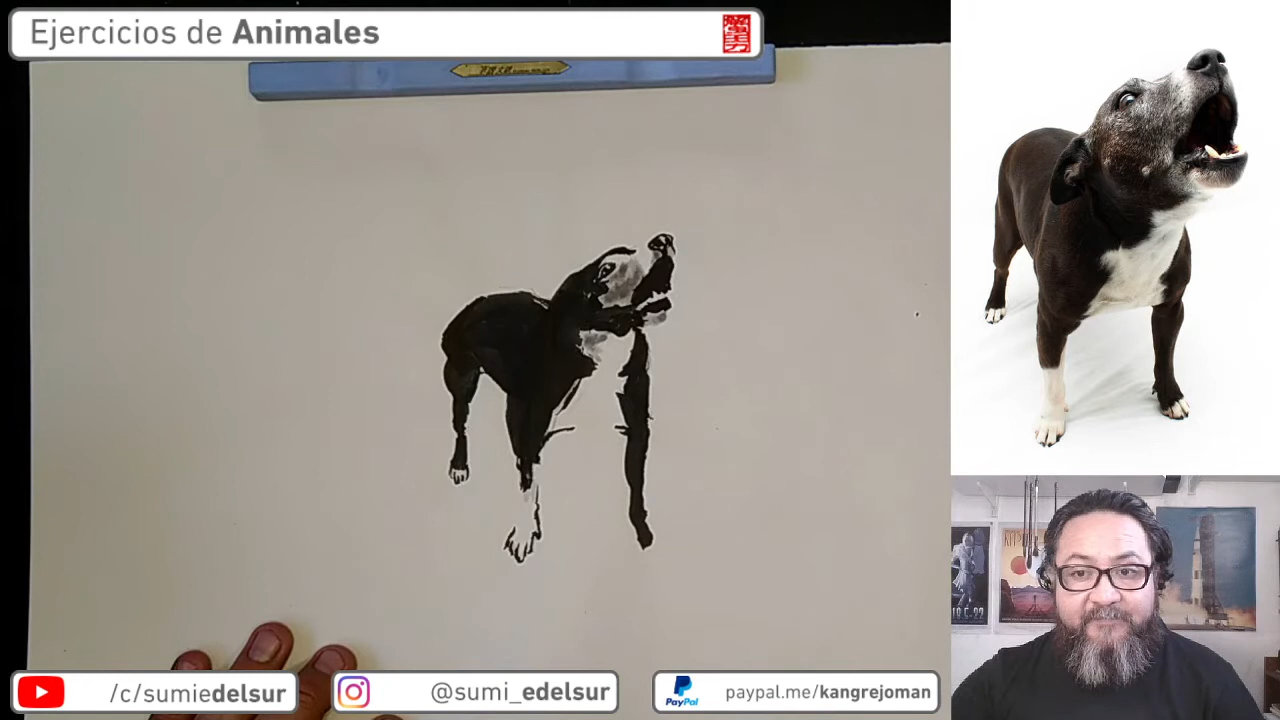 Ejercicios de Animales
/c/sumiedelsur
@sumi_edelsur
paypal.me/kangrejoman
PayPal